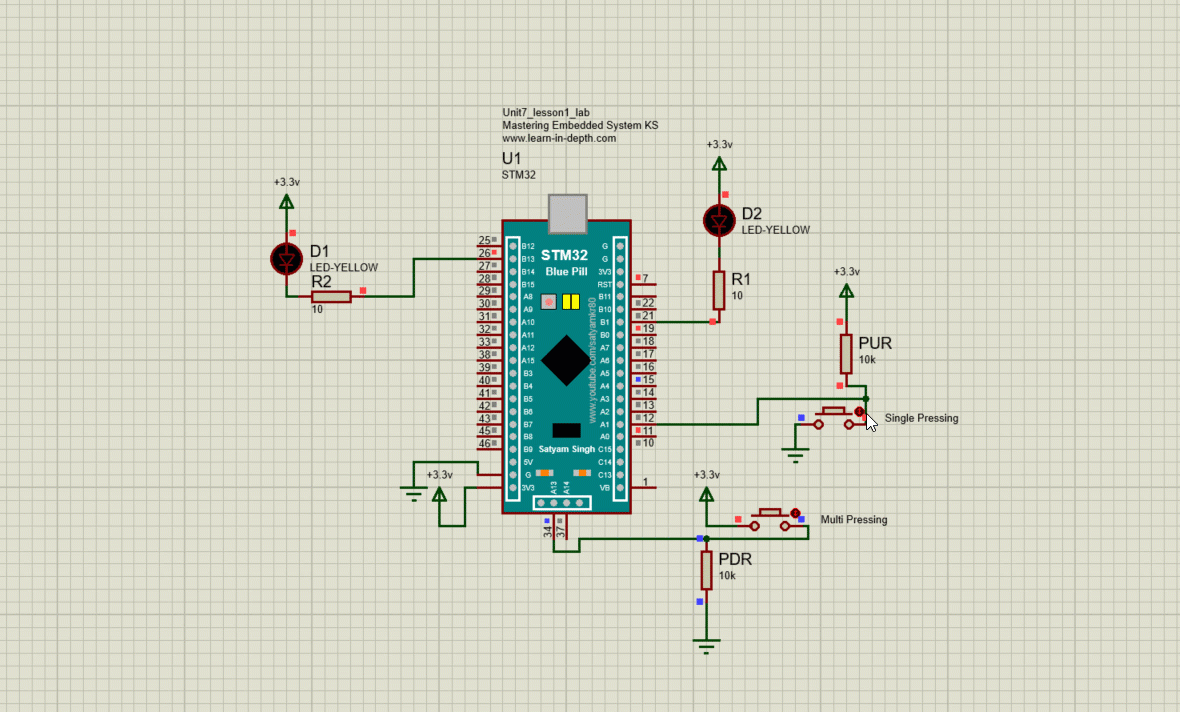 Unit7_lesson1_lab
Mastering Embedded System KS
www.learn-in-depth.com
U1
STM32
+3.3v
D2
LED-YELLOW
R1
10
+3.3v
D1
LED-YELLOW
R2
10
+3.3v
PUR
10k
Single Pressing
25 B12
26 B13
27 B14
28 B15
29 A8
30 A9
31 A10
32 A11
33 A12
38 A15
39 B3
40 B4
41 B5
42 B6
43 B7
45 B8
46 B9
5V
G
3V3
STM32
Blue Pill
www.youtube.com/satyamkr80
Satyam Singh
A13
A14
34
37
G
G
3V3
RST 7
B11 22
B10 21
B1 19
B0 18
A7 17
A6 16
A5 15
A4 14
A3 13
A2 12
A1 11
A0 10
C15
C14
C13
VB 1
+3.3v
+3.3v
Multi Pressing
PDR
10k